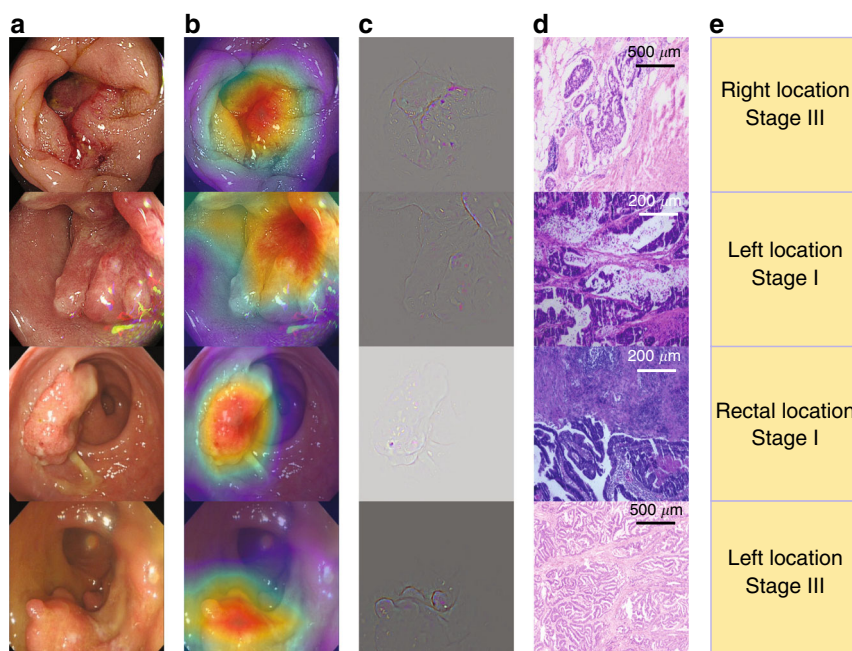 a b c d e
500 μm
Right location
Stage III
200 μm
Left location
Stage I
200 μm
Rectal location
Stage I
500 μm
Left location
Stage III